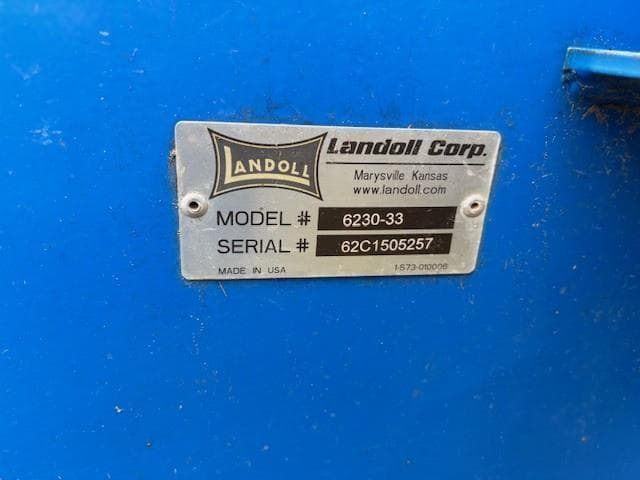 LANDOLL
Landoll Corp.
Marysville Kansas
www.landoll.com
MODEL # 6230-33
SERIAL # 62C1505257
MADE IN USA 1-573-010006